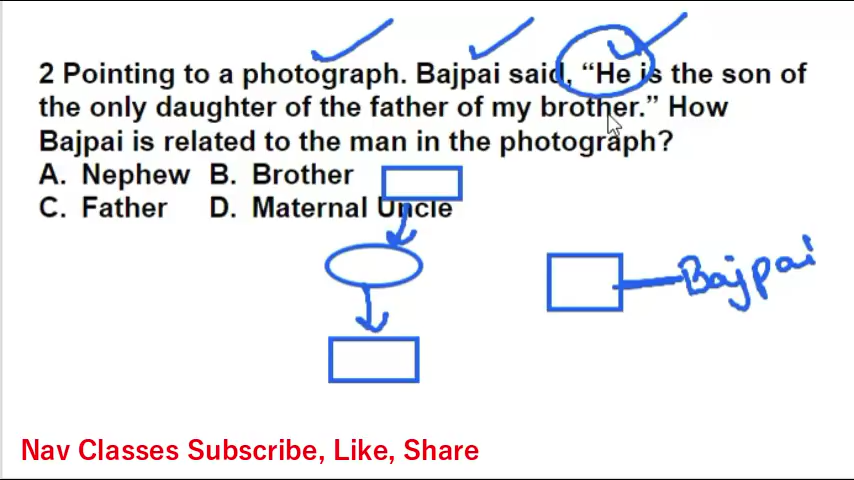 2 Pointing to a photograph. Bajpai said, “He is the son of
the only daughter of the father of my brother.” How
Bajpai is related to the man in the photograph?
A. Nephew B. Brother
C. Father D. Maternal Uncle
Bajpai
Nav Classes Subscribe, Like, Share